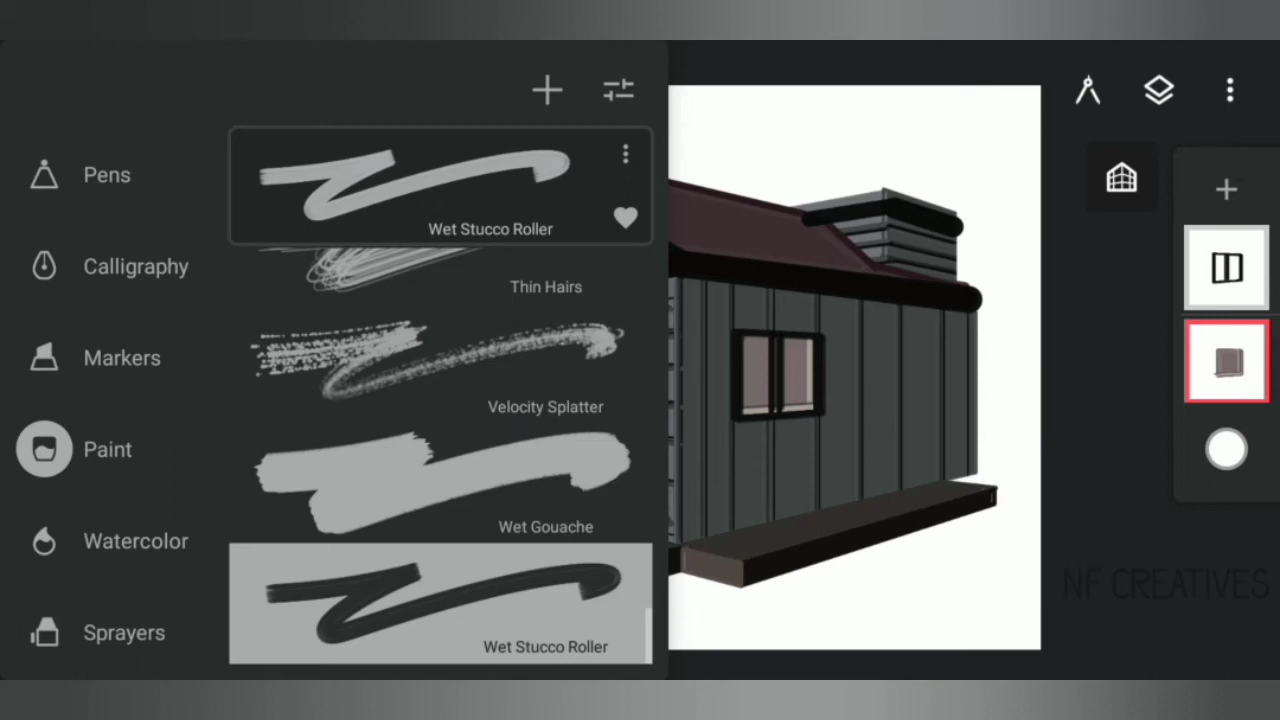 Pens
Calligraphy
Markers
Paint
Watercolor
Sprayers
Wet Stucco Roller
Thin Hairs
Velocity Splatter
Wet Gouache
Wet Stucco Roller
NF CREATIVES